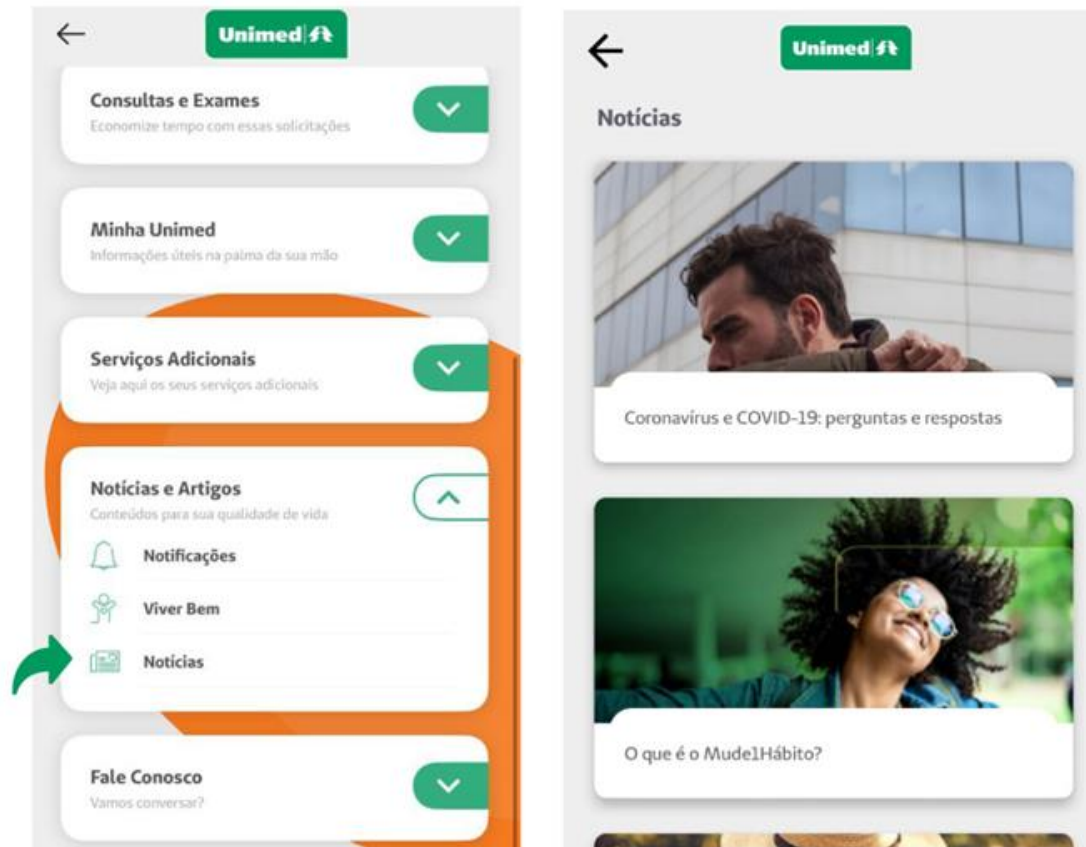 Unimed
Consultas e Exames
Economize tempo com essas solicitações
Minha Unimed
Informações úteis na palma da sua mão
Serviços Adicionais
Veja aqui os seus serviços adicionais
Notícias e Artigos
Conteúdos para sua qualidade de vida
Notificações
Viver Bem
Notícias
Fale Conosco
Vamos conversar?
Unimed
Notícias
Coronavírus e COVID-19: perguntas e respostas
O que é o Mude1Hábito?